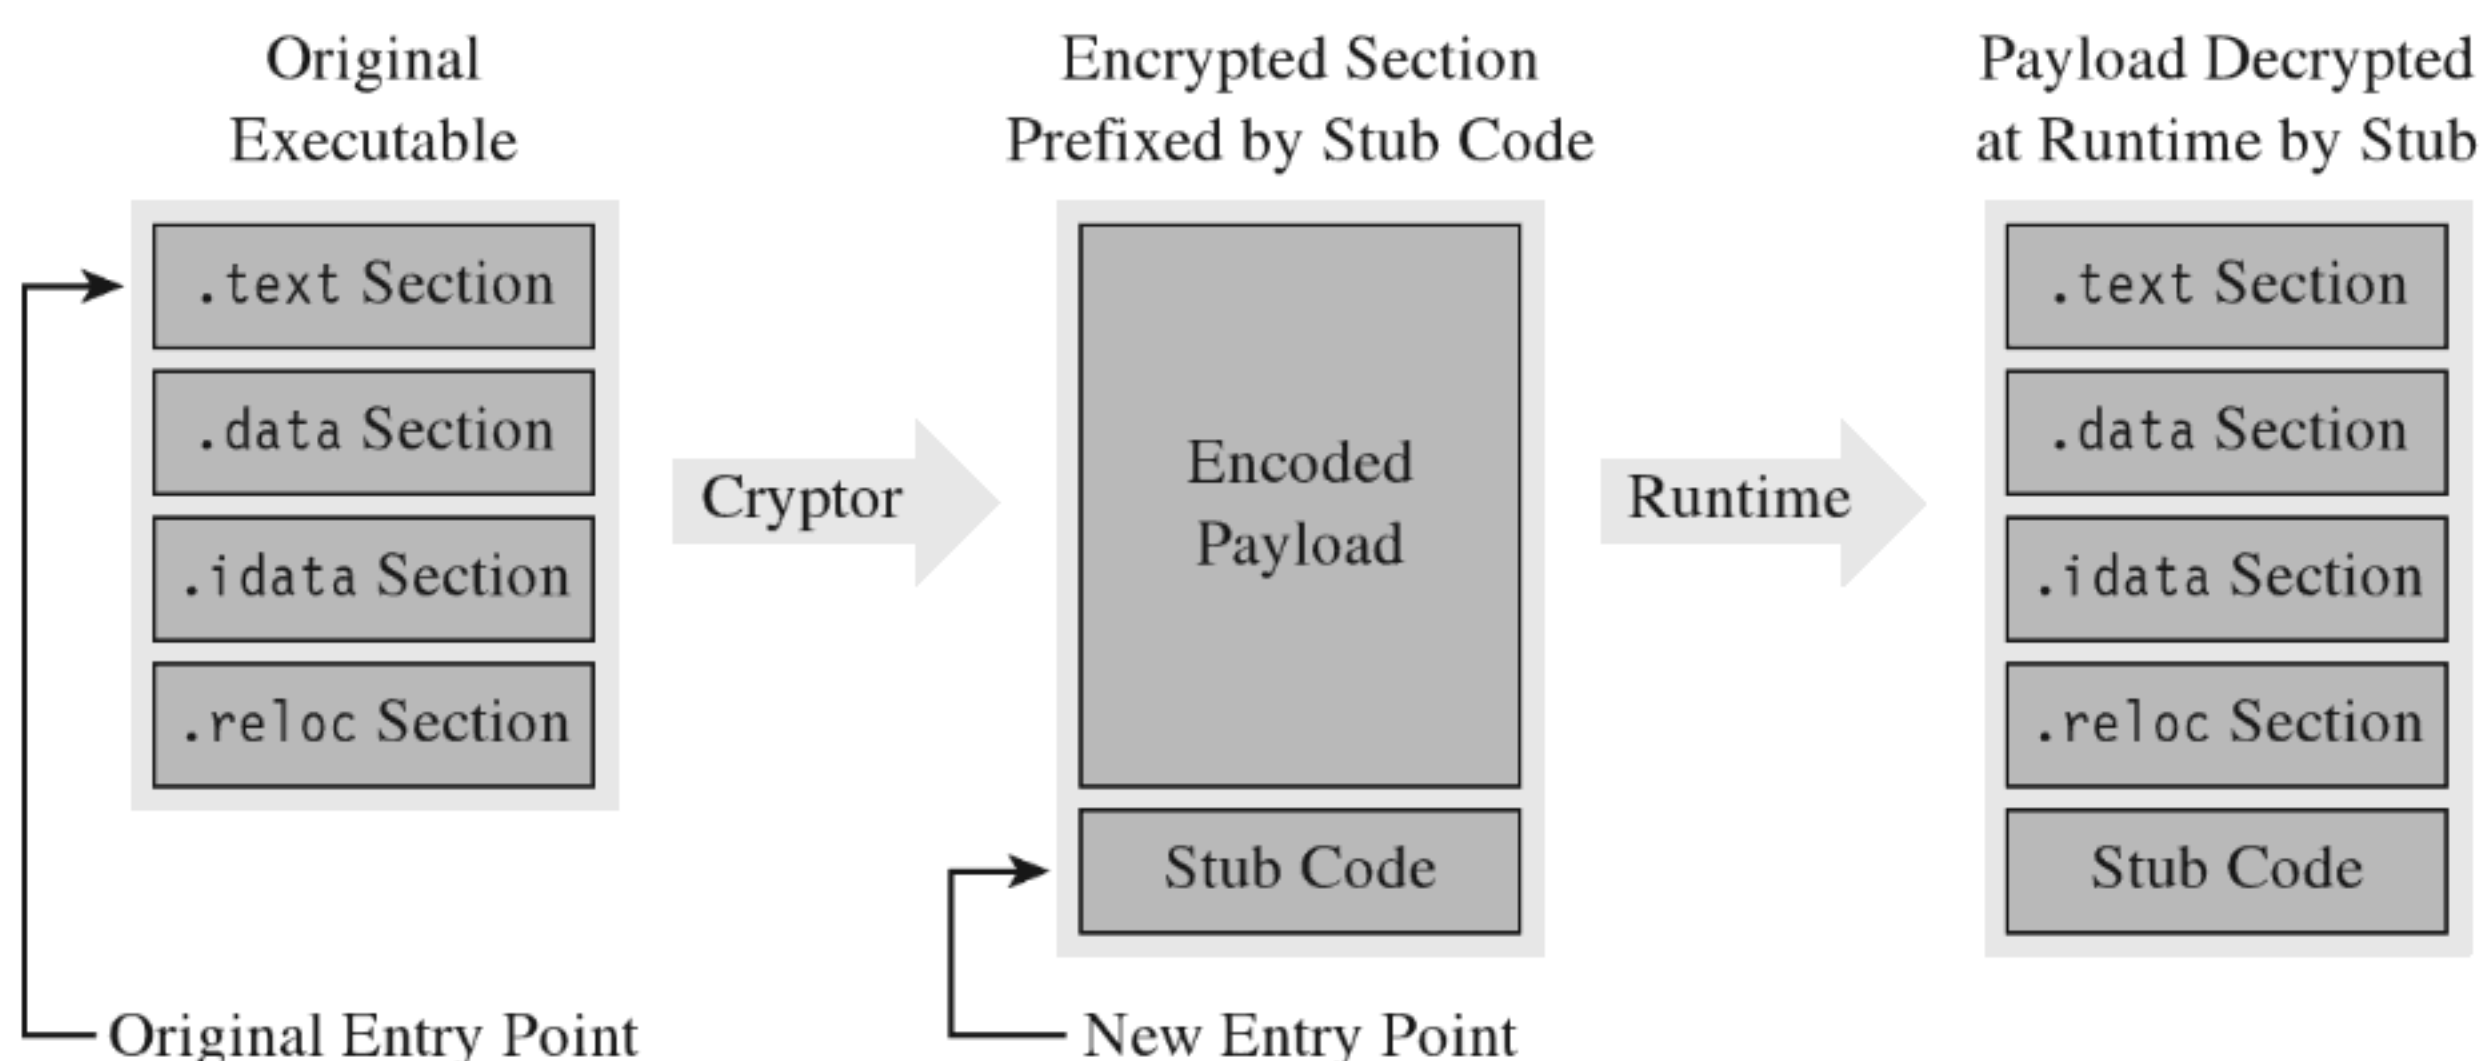 Original
Executable
.text Section
.data Section
.idata Section
.reloc Section
Original Entry Point
Cryptor
Encrypted Section
Prefixed by Stub Code
Encoded
Payload
Stub Code
New Entry Point
Runtime
Payload Decrypted
at Runtime by Stub
.text Section
.data Section
.idata Section
.reloc Section
Stub Code